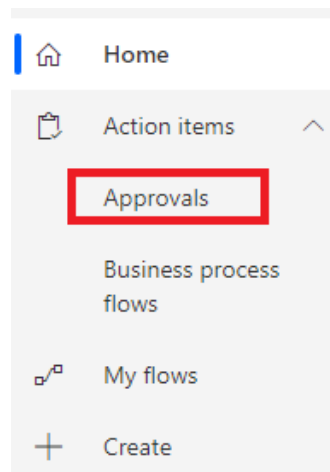 Home
Action items
Approvals
Business process
flows
My flows
Create